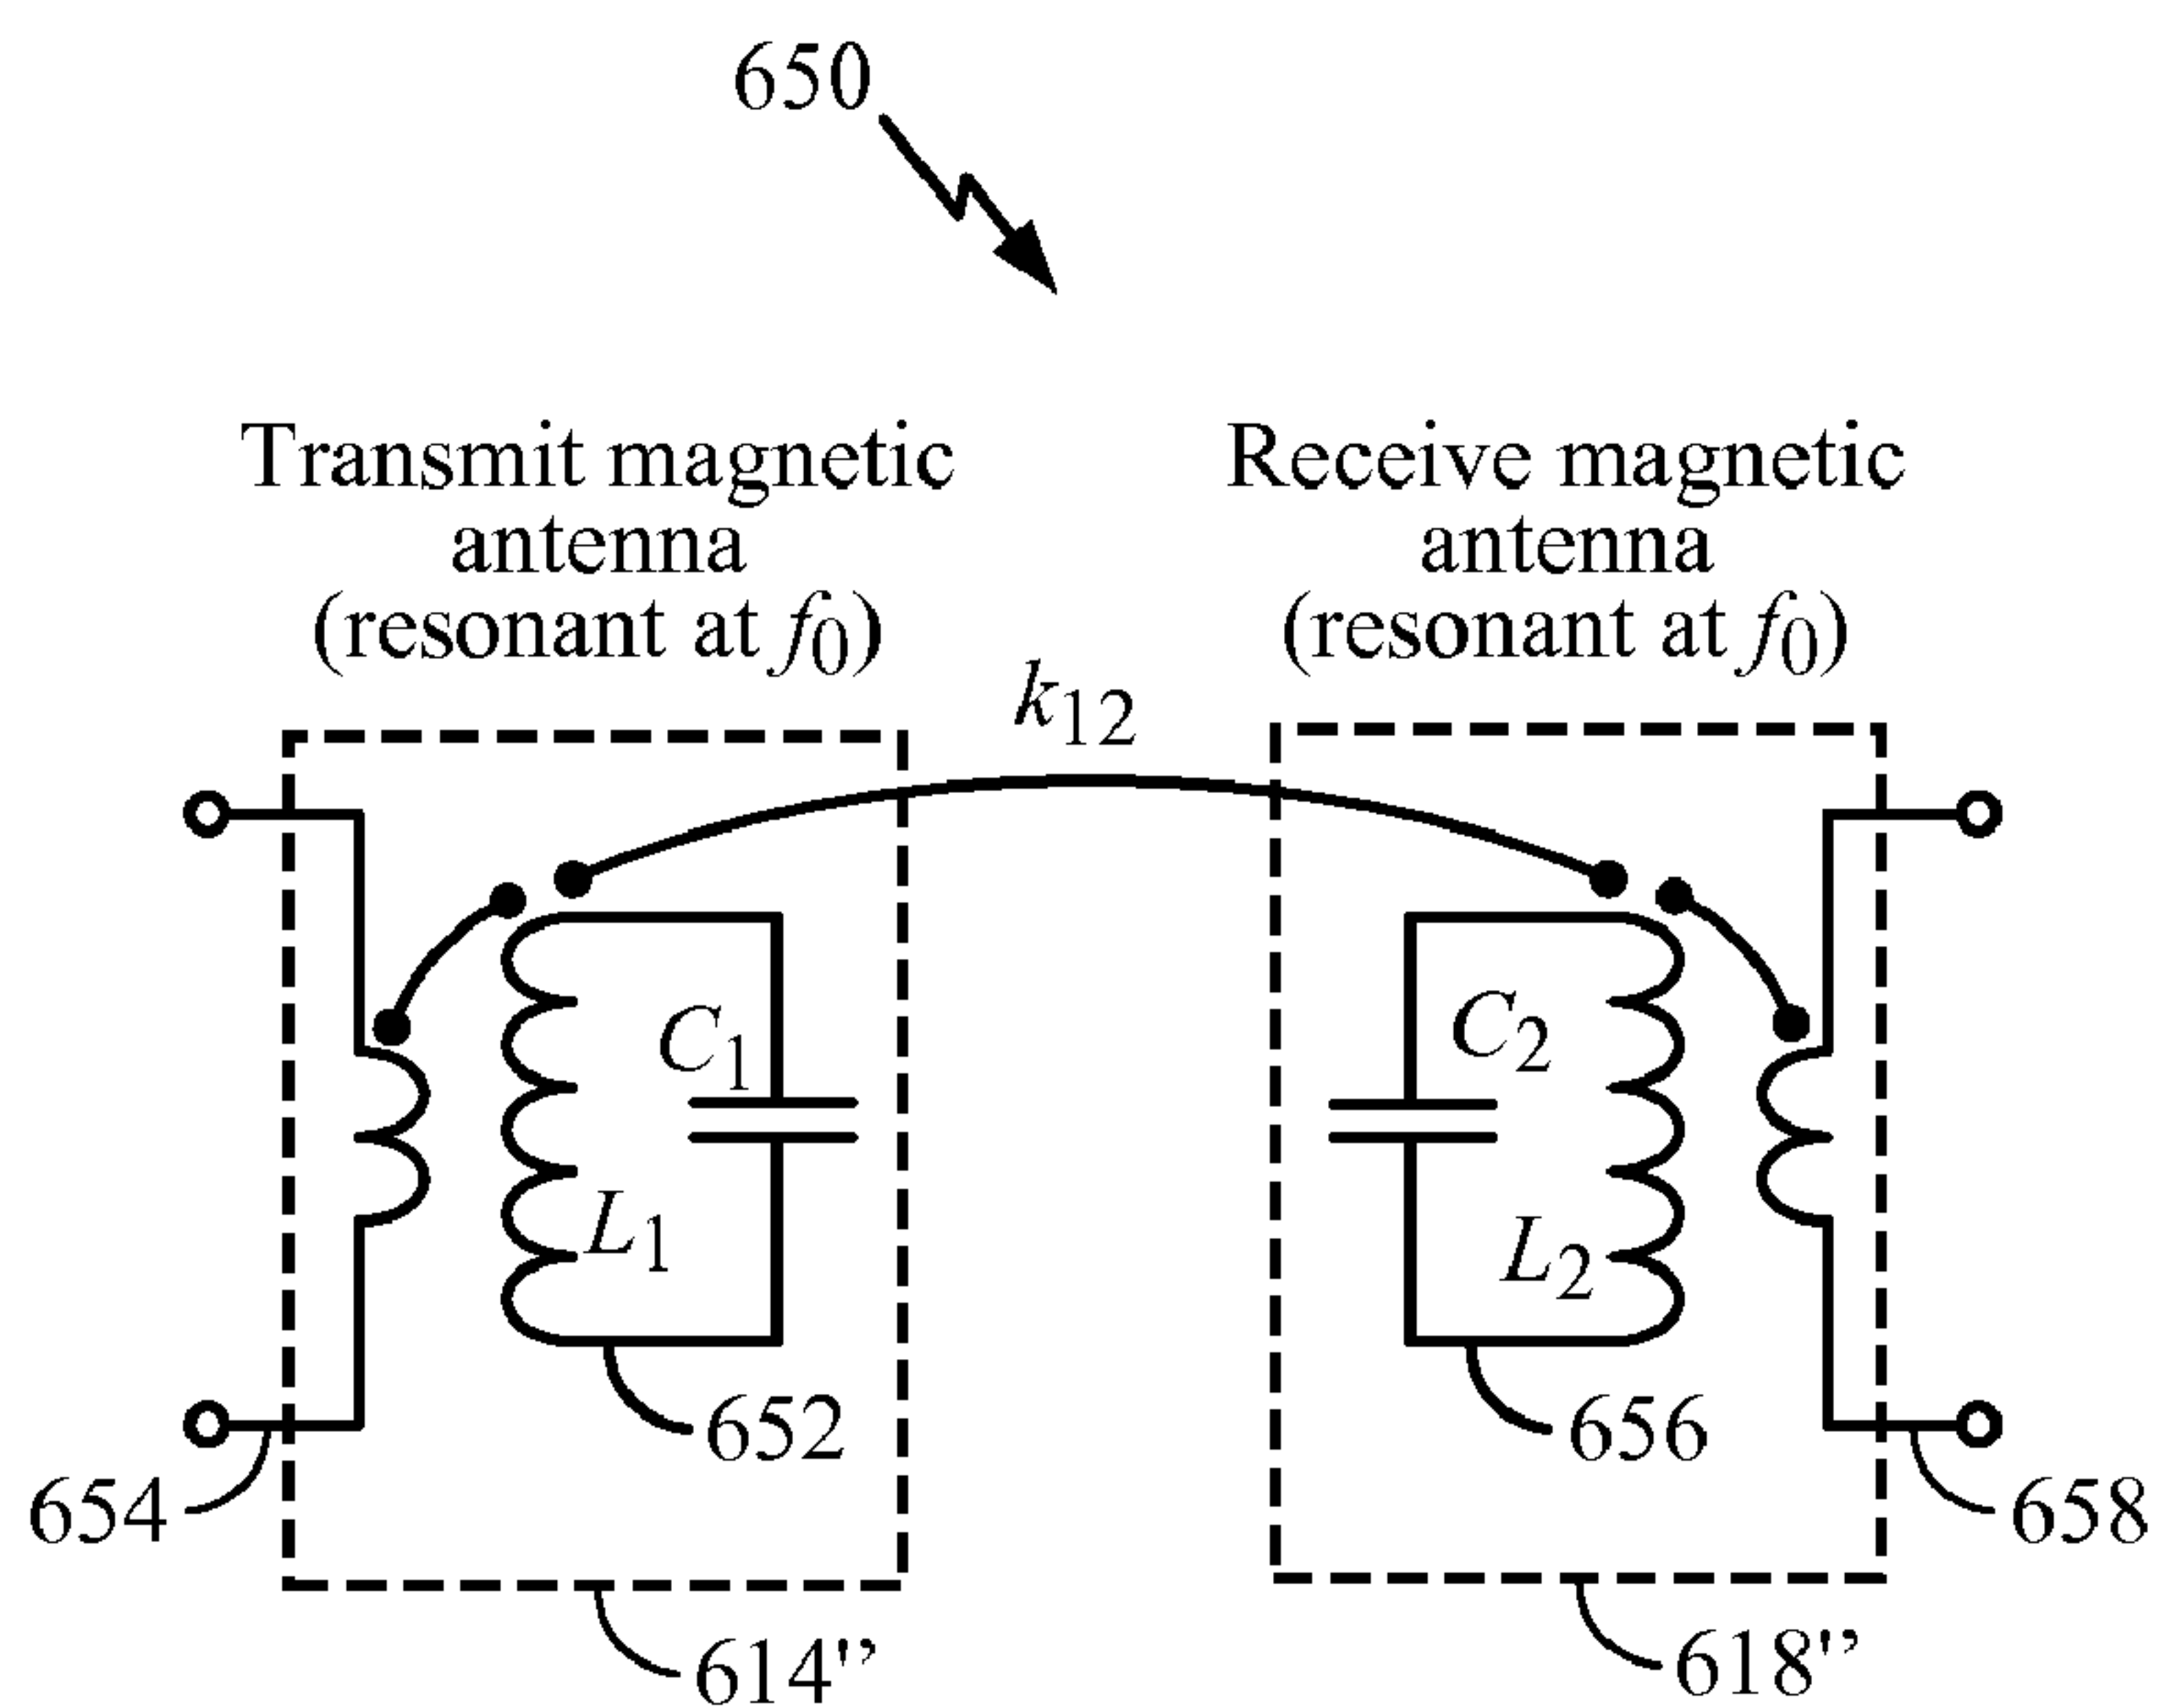 650
Transmit magnetic
antenna
(resonant at f0)
Receive magnetic
antenna
(resonant at f0)
k12
C1
L1
C2
L2
652
656
654
658
614"
618"